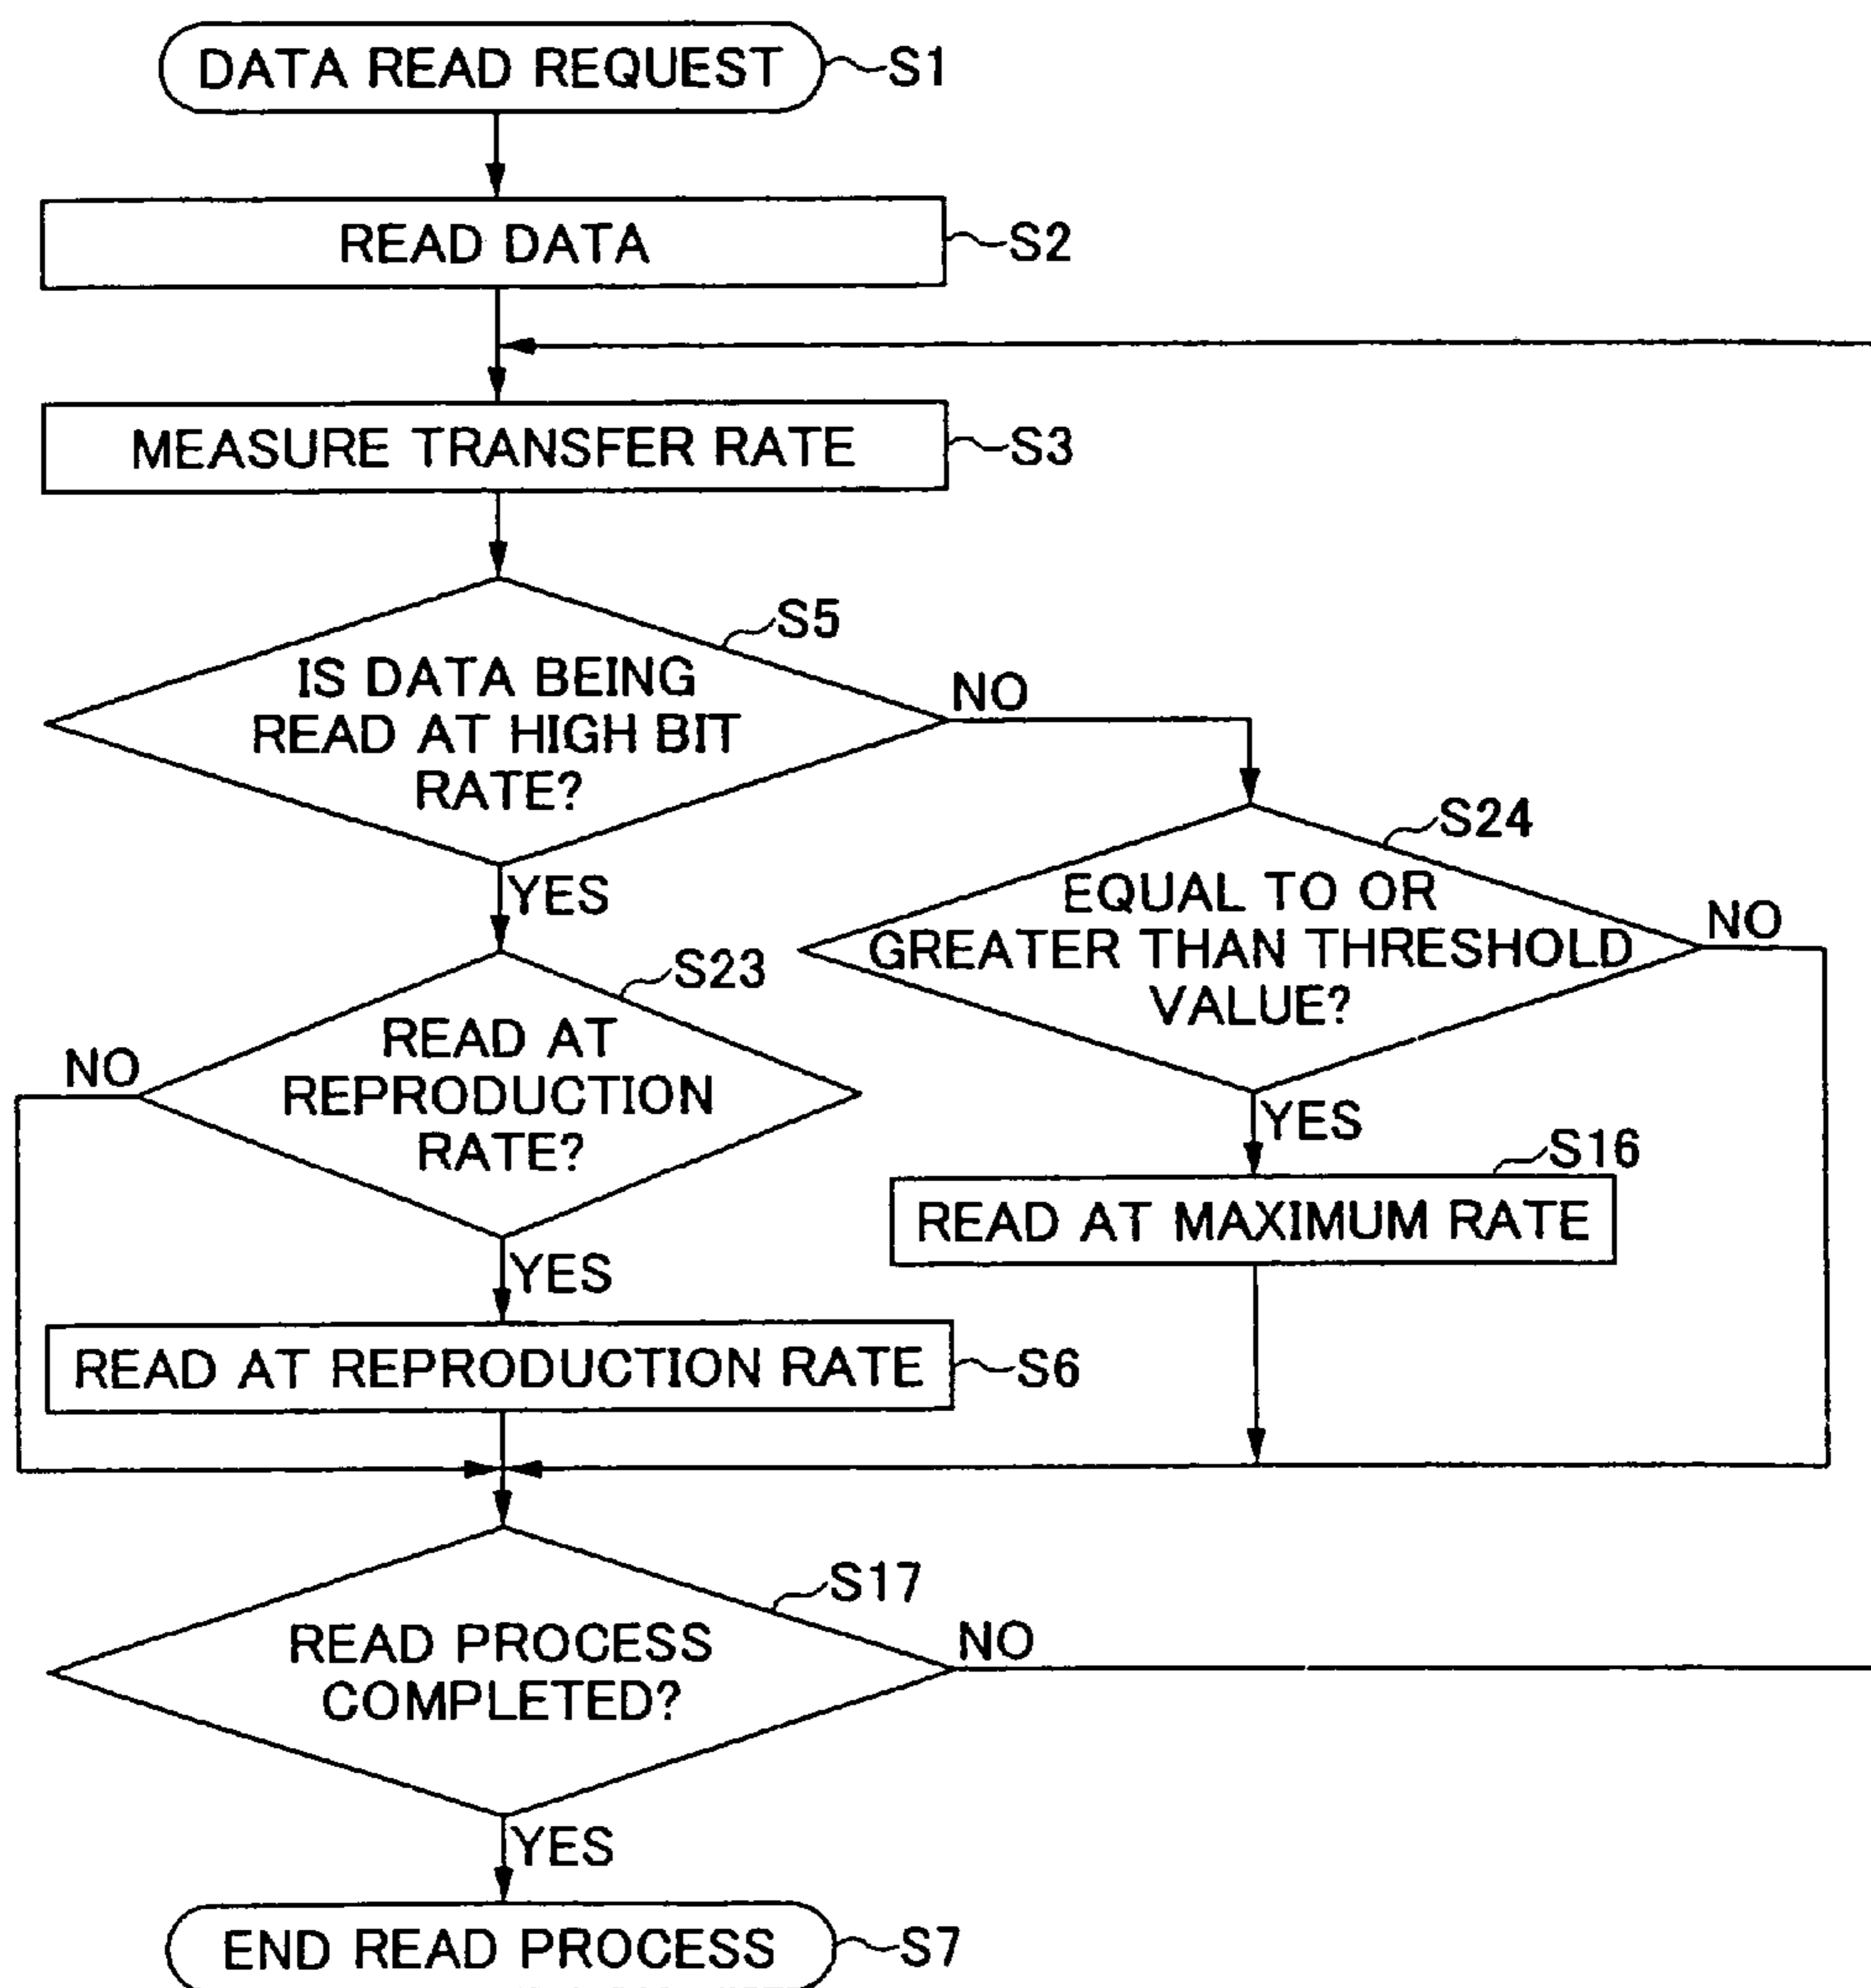 DATA READ REQUEST
S1
READ DATA
S2
MEASURE TRANSFER RATE
S3
S5
IS DATA BEING
READ AT HIGH BIT
RATE?
NO
YES
S24
EQUAL TO OR
GREATER THAN THRESHOLD
VALUE?
NO
YES
S23
READ AT
REPRODUCTION
RATE?
NO
YES
S16
READ AT MAXIMUM RATE
READ AT REPRODUCTION RATE
S6
S17
READ PROCESS
COMPLETED?
NO
YES
END READ PROCESS
S7